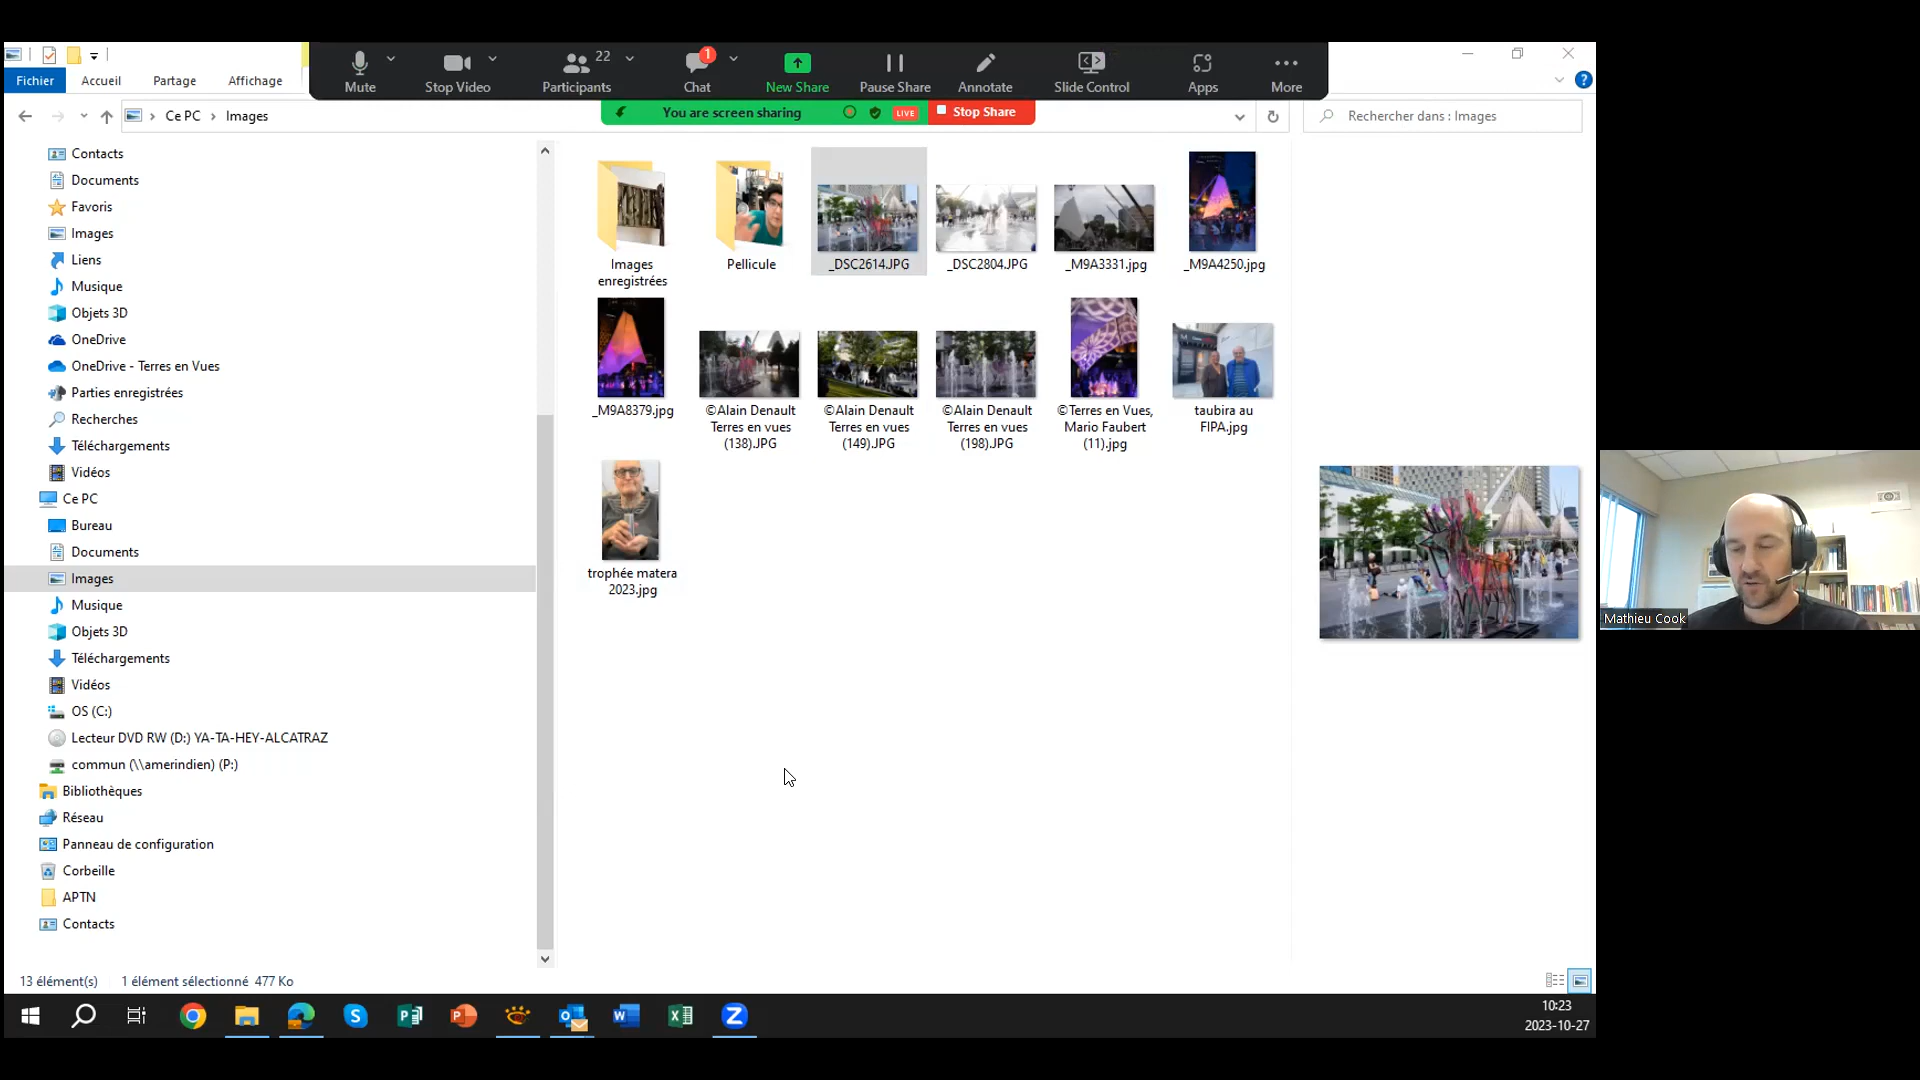 22
1
Mute
Stop Video
Participants
Chat
New Share
Pause Share
Annotate
Slide Control
Apps
More
Fichier
Accueil
Partage
Affichage
You are screen sharing
LIVE
Stop Share
Ce PC
Images
Rechercher dans : Images
Contacts
Documents
Favoris
Images
Liens
Musique
Objets 3D
OneDrive
OneDrive - Terres en Vues
Parties enregistrées
Recherches
Téléchargements
Vidéos
Ce PC
Bureau
Documents
Images
Musique
Objets 3D
Téléchargements
Vidéos
OS (C:)
Lecteur DVD RW (D:) YA-TA-HEY-ALCATRAZ
commun (\\amerindien) (P:)
Bibliothèques
Réseau
Panneau de configuration
Corbeille
APTN
Contacts
Images
enregistrées
Pellicule
_DSC2614.JPG
_DSC2804.JPG
_M9A3331.jpg
_M9A4250.jpg
_M9A8379.jpg
©Alain Denault
Terres en vues
(138).JPG
©Alain Denault
Terres en vues
(149).JPG
©Alain Denault
Terres en vues
(198).JPG
©Terres en Vues,
Mario Faubert
(11).jpg
taubira au
FIPA.jpg
trophée matera
2023.jpg
Mathieu Cook
13 élément(s)
1 élément sélectionné 477 Ko
10:23
2023-10-27